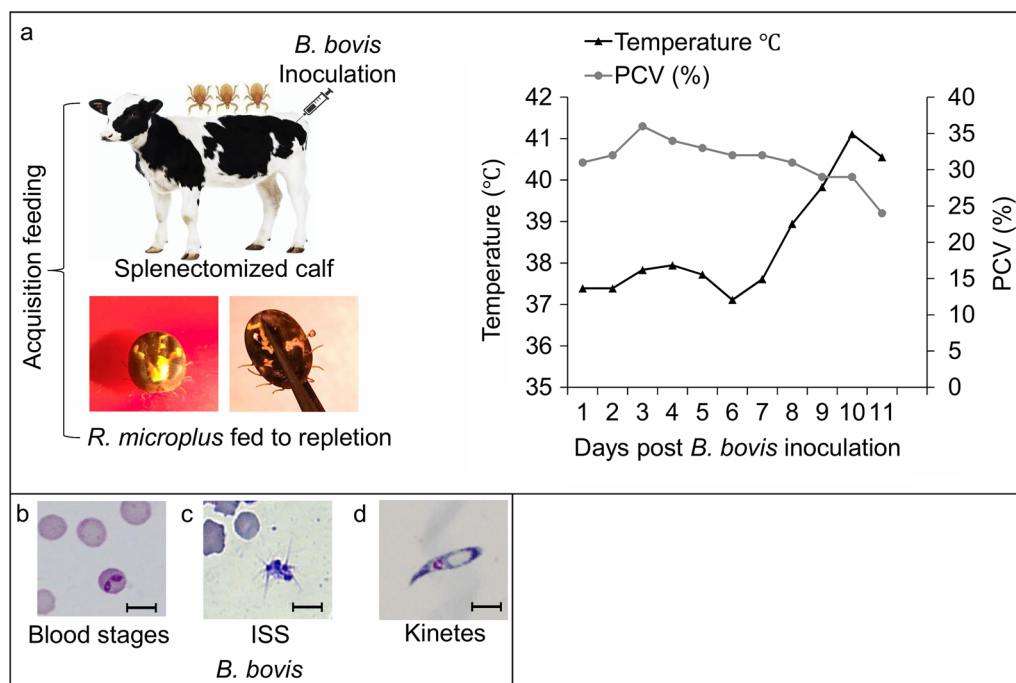 a
B. bovis
Inoculation
Acquisition feeding
Splenectomized calf
R. microplus fed to repletion
Temperature °C
PCV (%)
Temperature (°C)
42
41
40
39
38
37
36
35
PCV (%)
40
35
30
25
20
15
10
5
0
1 2 3 4 5 6 7 8 9 10 11
Days post B. bovis inoculation
b
Blood stages
c
ISS
d
Kinetes
B. bovis